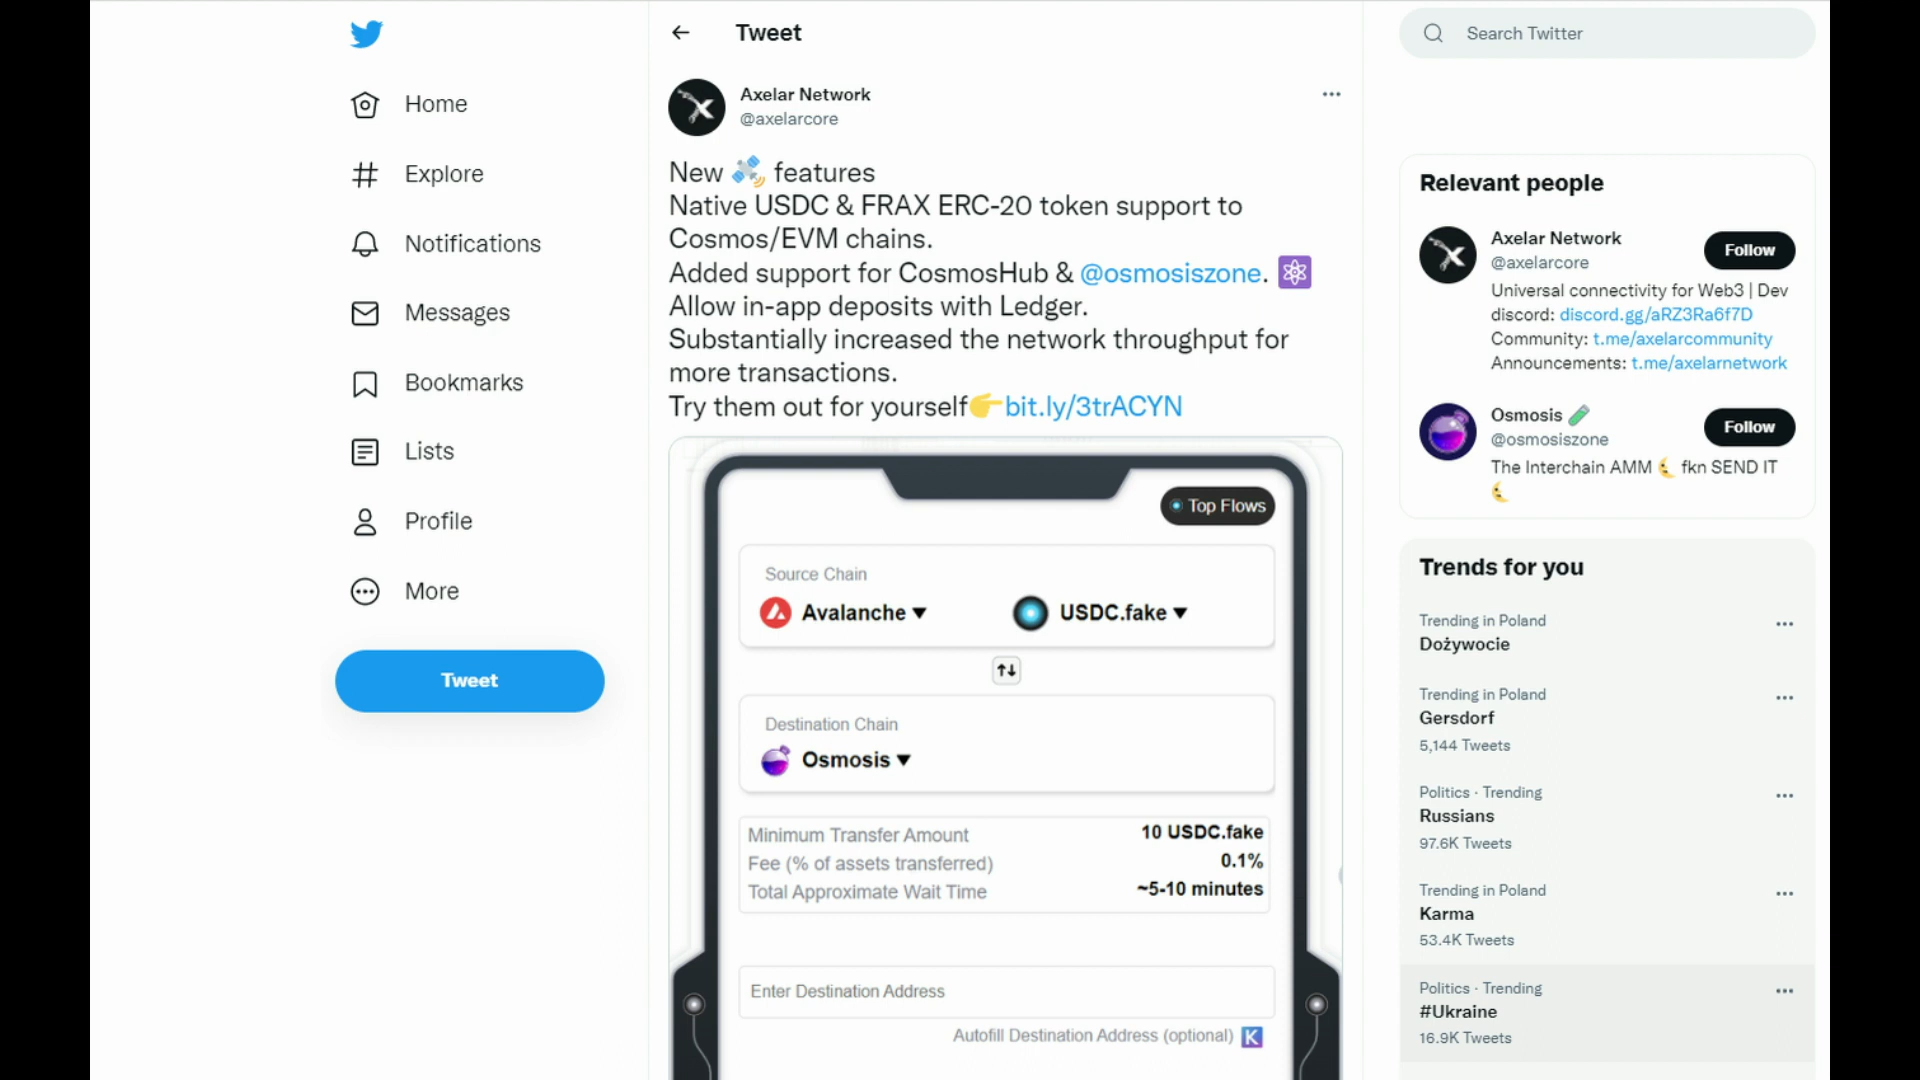 Home
Explore
Notifications
Messages
Bookmarks
Lists
Profile
More
Tweet
Tweet
Axelar Network
@axelarcore
New 🛰️ features
Native USDC & FRAX ERC-20 token support to
Cosmos/EVM chains.
Added support for CosmosHub & @osmosiszone. ⚛️
Allow in-app deposits with Ledger.
Substantially increased the network throughput for
more transactions.
Try them out for yourself👉bit.ly/3trACYN
Top Flows
Source Chain
Avalanche ▼ USDC.fake ▼
Destination Chain
Osmosis ▼
Minimum Transfer Amount 10 USDC.fake
Fee (% of assets transferred) 0.1%
Total Approximate Wait Time ~5-10 minutes
Enter Destination Address
Autofill Destination Address (optional) K
Search Twitter
Relevant people
Axelar Network
@axelarcore
Follow
Universal connectivity for Web3 | Dev
discord: discord.gg/aRZ3Ra6f7D
Community: t.me/axelarcommunity
Announcements: t.me/axelarnetwork
Osmosis 🧪
@osmosiszone
Follow
The Interchain AMM 🌜 fkn SEND IT
🌜
Trends for you
Trending in Poland
Dożywocie
Trending in Poland
Gersdorf
5,144 Tweets
Politics · Trending
Russians
97.6K Tweets
Trending in Poland
Karma
53.4K Tweets
Politics · Trending
#Ukraine
16.9K Tweets